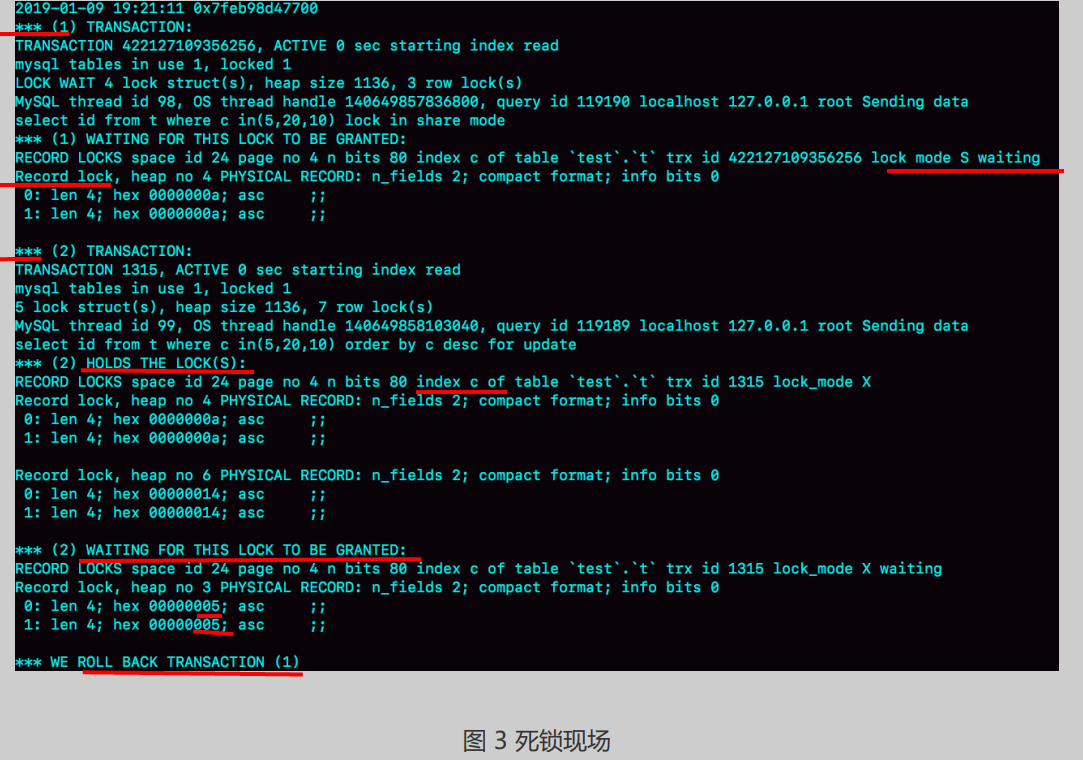 2019-01-09 19:21:11 0x7feb98d47700
*** (1) TRANSACTION:
TRANSACTION 422127109356256, ACTIVE 0 sec starting index read
mysql tables in use 1, locked 1
LOCK WAIT 4 lock struct(s), heap size 1136, 3 row lock(s)
MySQL thread id 98, OS thread handle 140649857836800, query id 119190 localhost 127.0.0.1 root Sending data
select id from t where c in(5,20,10) lock in share mode
*** (1) WAITING FOR THIS LOCK TO BE GRANTED:
RECORD LOCKS space id 24 page no 4 n bits 80 index c of table `test`.`t` trx id 422127109356256 lock mode S waiting
Record lock, heap no 4 PHYSICAL RECORD: n_fields 2; compact format; info bits 0
 0: len 4; hex 0000000a; asc     ;;
 1: len 4; hex 0000000a; asc     ;;

*** (2) TRANSACTION:
TRANSACTION 1315, ACTIVE 0 sec starting index read
mysql tables in use 1, locked 1
5 lock struct(s), heap size 1136, 7 row lock(s)
MySQL thread id 99, OS thread handle 140649858103040, query id 119189 localhost 127.0.0.1 root Sending data
select id from t where c in(5,20,10) order by c desc for update
*** (2) HOLDS THE LOCK(S):
RECORD LOCKS space id 24 page no 4 n bits 80 index c of table `test`.`t` trx id 1315 lock_mode X
Record lock, heap no 4 PHYSICAL RECORD: n_fields 2; compact format; info bits 0
 0: len 4; hex 0000000a; asc     ;;
 1: len 4; hex 0000000a; asc     ;;

Record lock, heap no 6 PHYSICAL RECORD: n_fields 2; compact format; info bits 0
 0: len 4; hex 00000014; asc     ;;
 1: len 4; hex 00000014; asc     ;;

*** (2) WAITING FOR THIS LOCK TO BE GRANTED:
RECORD LOCKS space id 24 page no 4 n bits 80 index c of table `test`.`t` trx id 1315 lock_mode X waiting
Record lock, heap no 3 PHYSICAL RECORD: n_fields 2; compact format; info bits 0
 0: len 4; hex 00000005; asc     ;;
 1: len 4; hex 00000005; asc     ;;

*** WE ROLL BACK TRANSACTION (1)
图 3 死锁现场